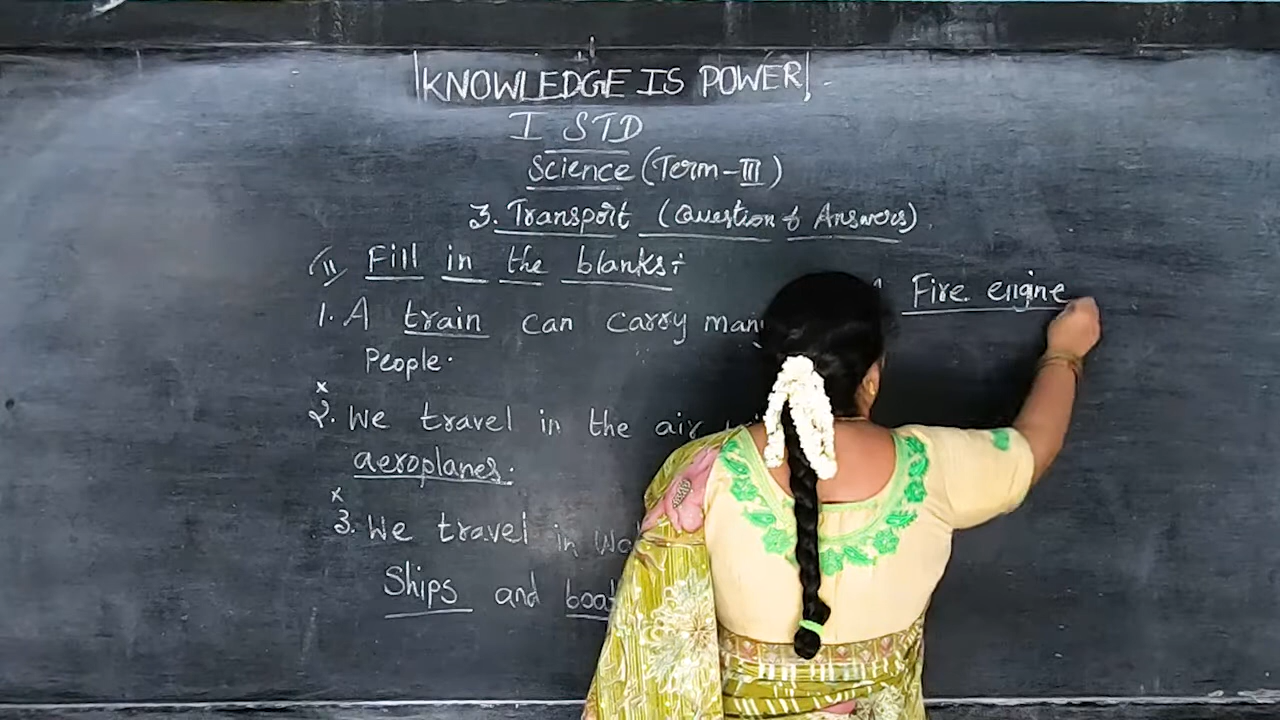 KNOWLEDGE IS POWER
I STD
Science (Term-III)
3. Transport (Question & Answers)
II Fill in the blanks:
1. A train can carry many
People.
x
2. We travel in the air
aeroplanes.
x
3. We travel in
Ships and
Fire engine